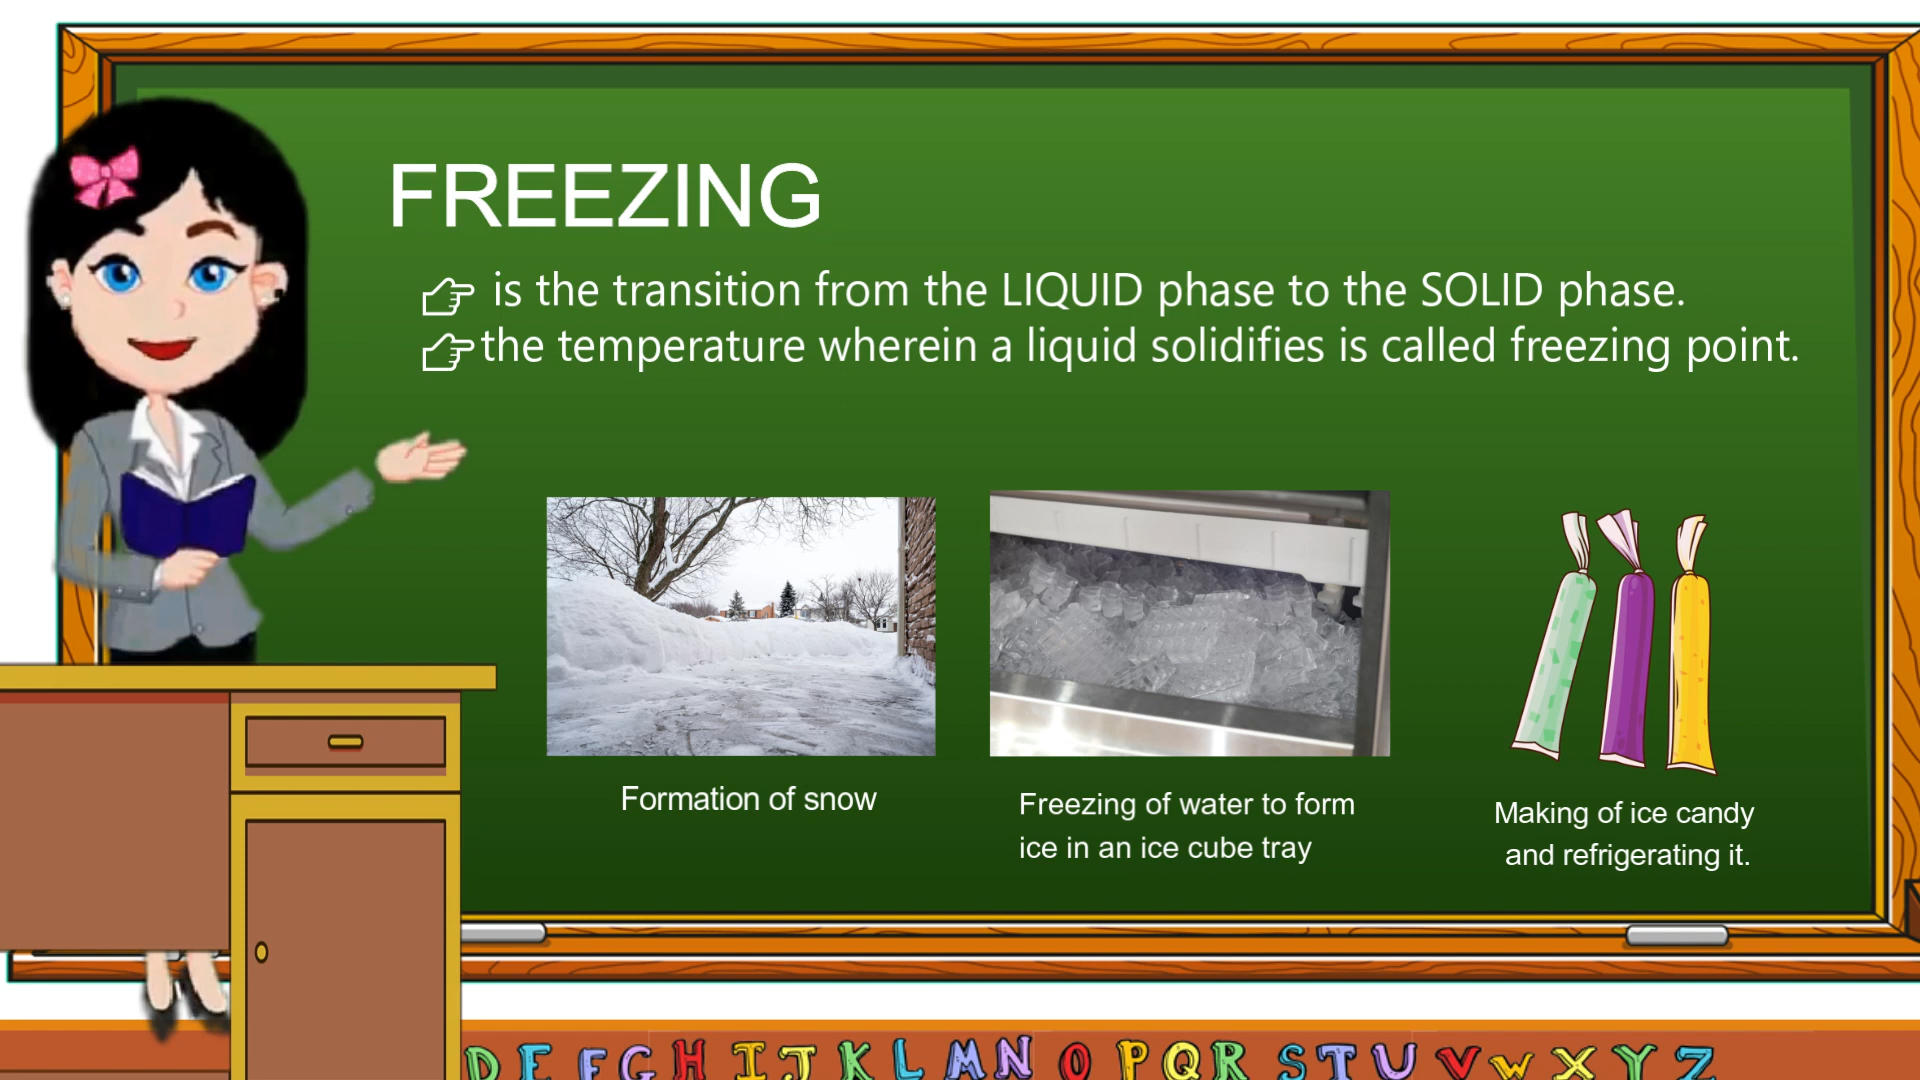 FREEZING
☞ is the transition from the LIQUID phase to the SOLID phase.
☞the temperature wherein a liquid solidifies is called freezing point.
Formation of snow
Freezing of water to form
ice in an ice cube tray
Making of ice candy
and refrigerating it.
D E F G H I J K L M N O P Q R S T U V W X Y Z